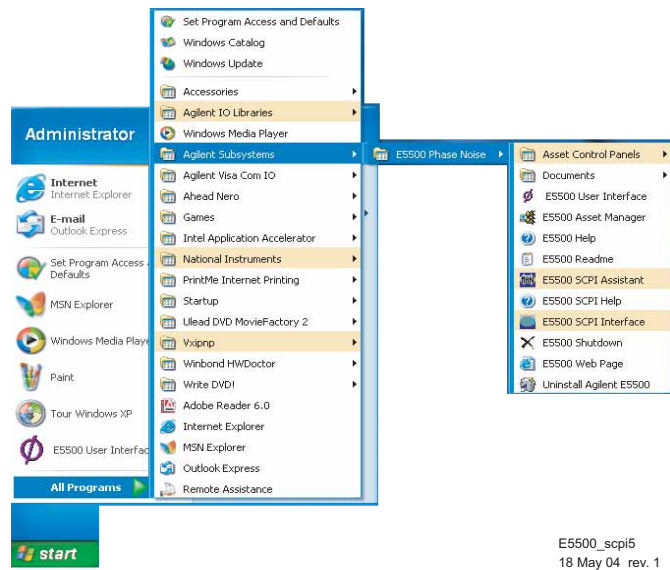 Set Program Access and Defaults
Windows Catalog
Windows Update
Accessories
Agilent IO Libraries
Windows Media Player
Agilent Subsystems
Agilent Visa Com IO
Ahead Nero
Games
Intel Application Accelerator
National Instruments
PrintMe Internet Printing
Startup
Ulead DVD MovieFactory 2
Vxipnp
Winbond HWDoctor
Write DVD!
Adobe Reader 6.0
Internet Explorer
MSN Explorer
Outlook Express
Remote Assistance
Administrator
Internet
Internet Explorer
E-mail
Outlook Express
Set Program Access
Defaults
MSN Explorer
Windows Media Playe
Paint
Tour Windows XP
E5500 User Interfac
All Programs
start
E5500 Phase Noise
Asset Control Panels
Documents
E5500 User Interface
E5500 Asset Manager
E5500 Help
E5500 Readme
E5500 SCPI Assistant
E5500 SCPI Help
E5500 SCPI Interface
E5500 Shutdown
E5500 Web Page
Uninstall Agilent E5500
E5500_scpi5
18 May 04 rev. 1